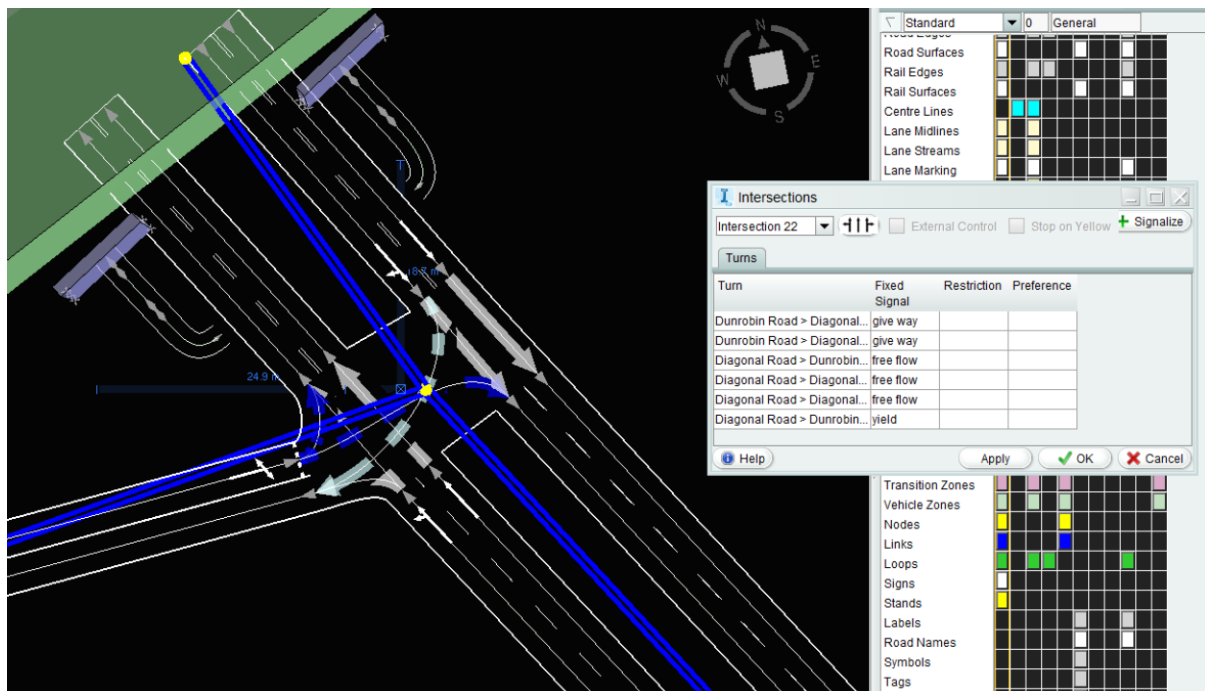 N
W
E
S
24.9 m
Standard
0
General
Road Edges
Road Surfaces
Rail Edges
Rail Surfaces
Centre Lines
Lane Midlines
Lane Streams
Lane Marking
Intersections
Intersection 22
External Control
Stop on Yellow
Signalize
Turns
Turn Fixed Signal Restriction Preference
Dunrobin Road > Diagonal... give way
Dunrobin Road > Diagonal... give way
Diagonal Road > Dunrobin... free flow
Diagonal Road > Diagonal... free flow
Diagonal Road > Diagonal... free flow
Diagonal Road > Dunrobin... yield
Help
Apply
OK
Cancel
Transition Zones
Vehicle Zones
Nodes
Links
Loops
Signs
Stands
Labels
Road Names
Symbols
Tags